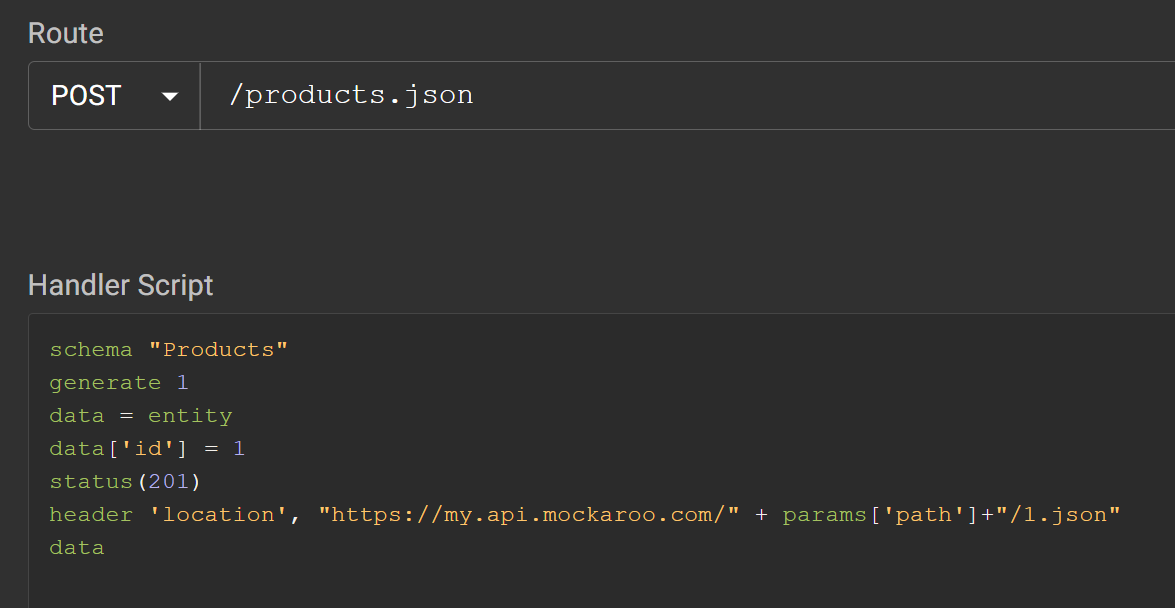 Route
POST /products.json
Handler Script
schema "Products"
generate 1
data = entity
data['id'] = 1
status(201)
header 'location', "https://my.api.mockaroo.com/" + params['path']+"/1.json"
data